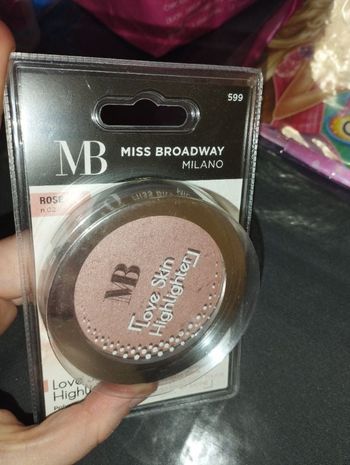 599
MB
MISS BROADWAY
MILANO
ROSE
MB
Love Skin
Highlighter
Love
Highl